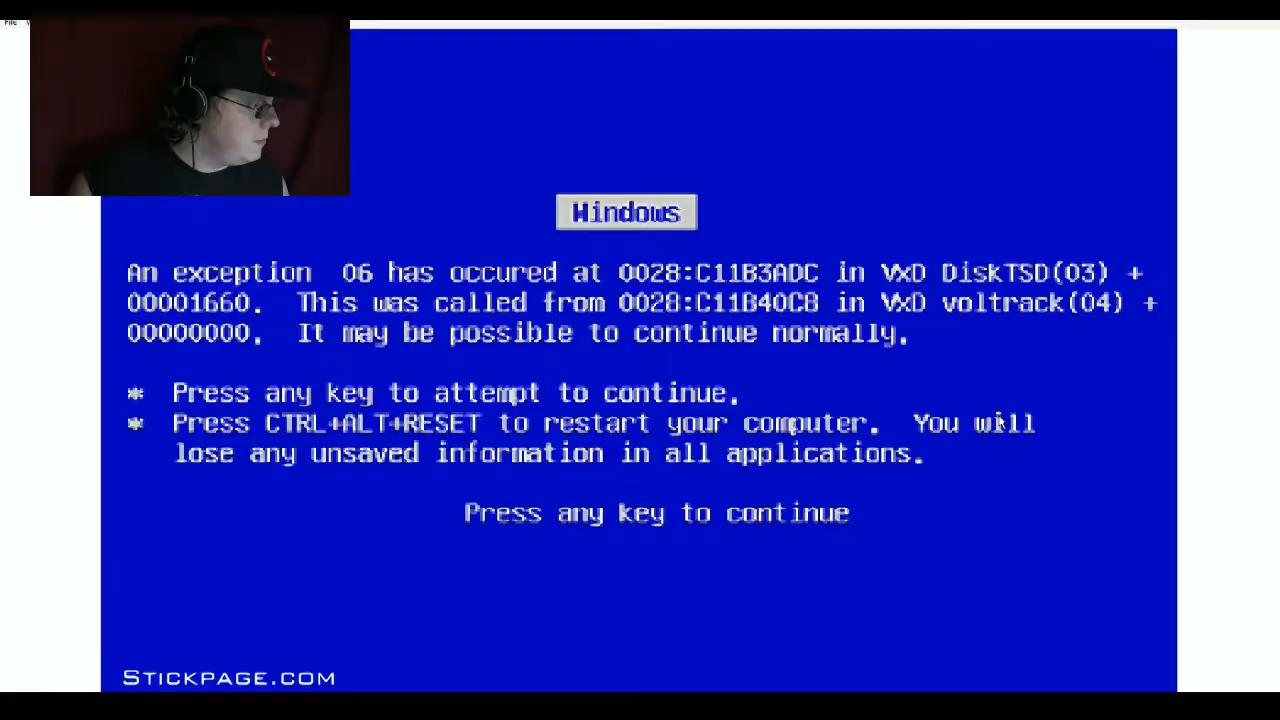 File
Windows
An exception 06 has occured at 0028:C11B3ADC in VxD DiskTSD(03) +
00001660. This was called from 0028:C11B40C8 in VxD voltrack(04) +
00000000. It may be possible to continue normally.
* Press any key to attempt to continue.
* Press CTRL+ALT+RESET to restart your computer. You will
lose any unsaved information in all applications.
Press any key to continue
STICKPAGE.COM